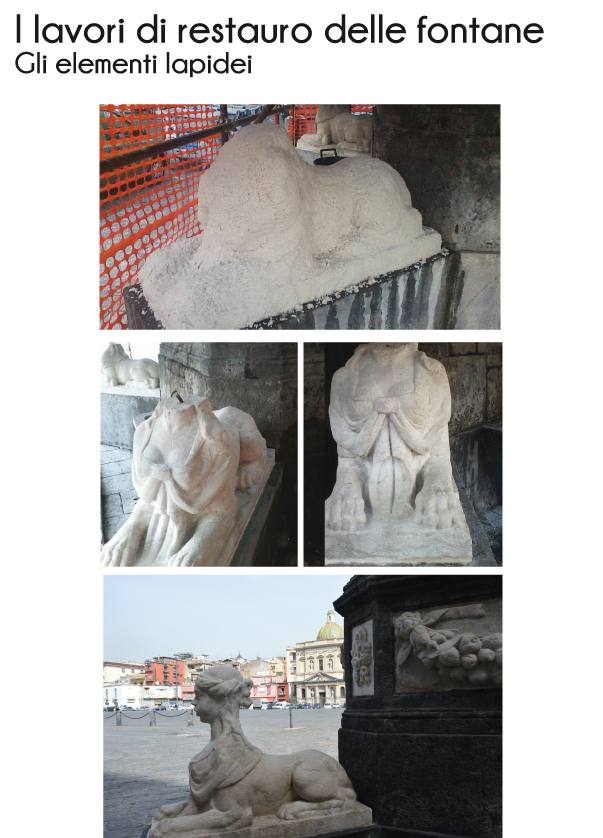 I lavori di restauro delle fontane
Gli elementi lapidei